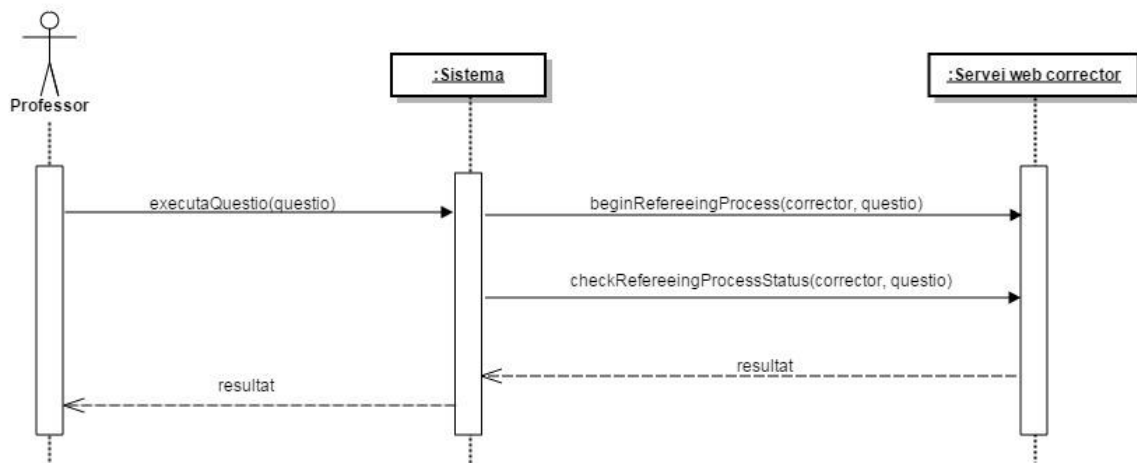 :Sistema
:Servei web corrector
Professor
executaQuestio(questio)
beginRefereeingProcess(corrector, questio)
checkRefereeingProcessStatus(corrector, questio)
resultat
resultat